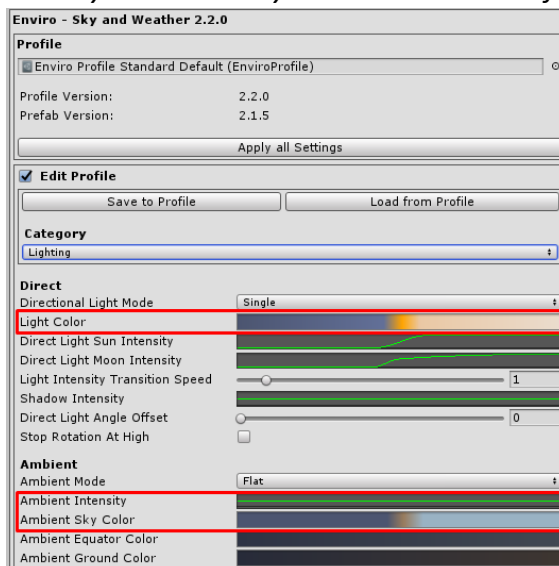 Enviro - Sky and Weather 2.2.0
Profile
Enviro Profile Standard Default (EnviroProfile)
Profile Version: 2.2.0
Prefab Version: 2.1.5
Apply all Settings
Edit Profile
Save to Profile Load from Profile
Category
Lighting
Direct
Directional Light Mode Single
Light Color
Direct Light Sun Intensity
Direct Light Moon Intensity
Light Intensity Transition Speed 1
Shadow Intensity
Direct Light Angle Offset 0
Stop Rotation At High
Ambient
Ambient Mode Flat
Ambient Intensity
Ambient Sky Color
Ambient Equator Color
Ambient Ground Color